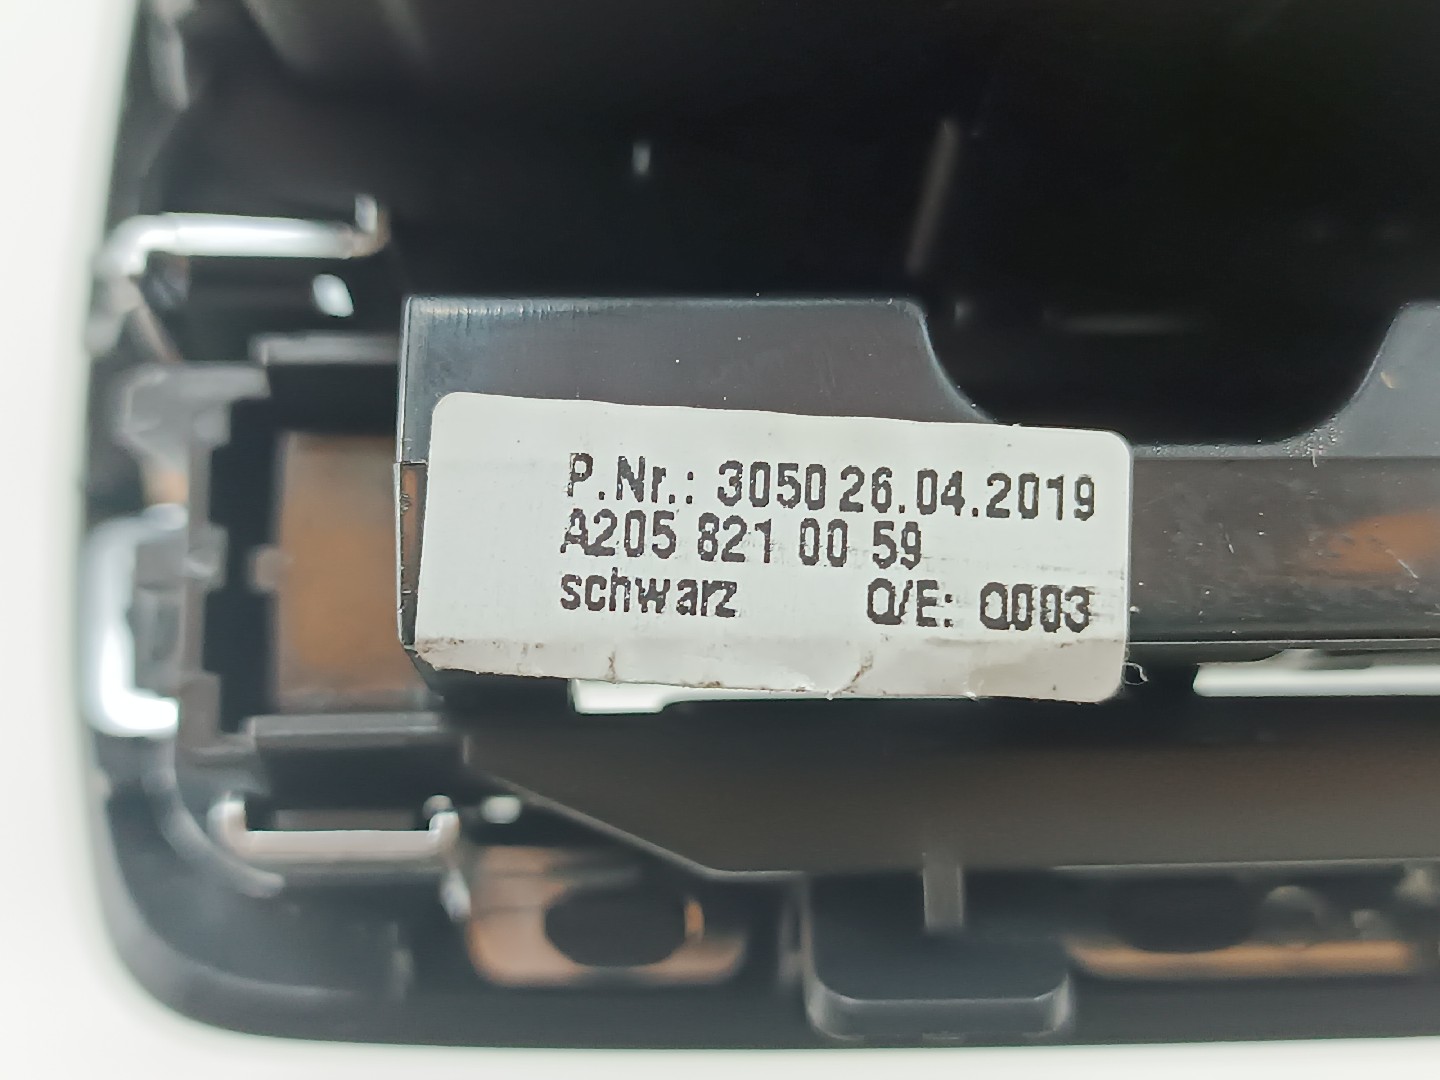 P.Nr.: 3050 26.04.2019
A205 821 00 59
schwarz Q/E: Q003